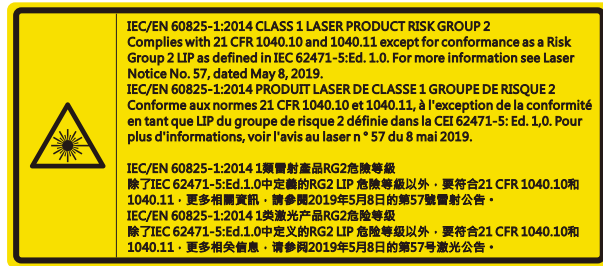 IEC/EN 60825-1:2014 CLASS 1 LASER PRODUCT RISK GROUP 2
Complies with 21 CFR 1040.10 and 1040.11 except for conformance as a Risk
Group 2 LIP as defined in IEC 62471-5:Ed. 1.0. For more information see Laser
Notice No. 57, dated May 8, 2019.
IEC/EN 60825-1:2014 PRODUIT LASER DE CLASSE 1 GROUPE DE RISQUE 2
Conforme aux normes 21 CFR 1040.10 et 1040.11, à l'exception de la conformité
en tant que LIP du groupe de risque 2 définie dans la CEI 62471-5: Ed. 1,0. Pour
plus d'informations, voir l'avis au laser n ° 57 du 8 mai 2019.
IEC/EN 60825-1:2014 1類雷射產品RG2危險等級
除了IEC 62471-5:Ed.1.0中定義的RG2 LIP 危險等級以外，要符合21 CFR 1040.10和
1040.11，更多相關資訊，請參閱2019年5月8日的第57號雷射公告。
IEC/EN 60825-1:2014 1类激光产品RG2危险等级
除了IEC 62471-5:Ed.1.0中定义的RG2 LIP 危险等级以外，要符合21 CFR 1040.10和
1040.11，更多相关信息，请参阅2019年5月8日的第57号激光公告。